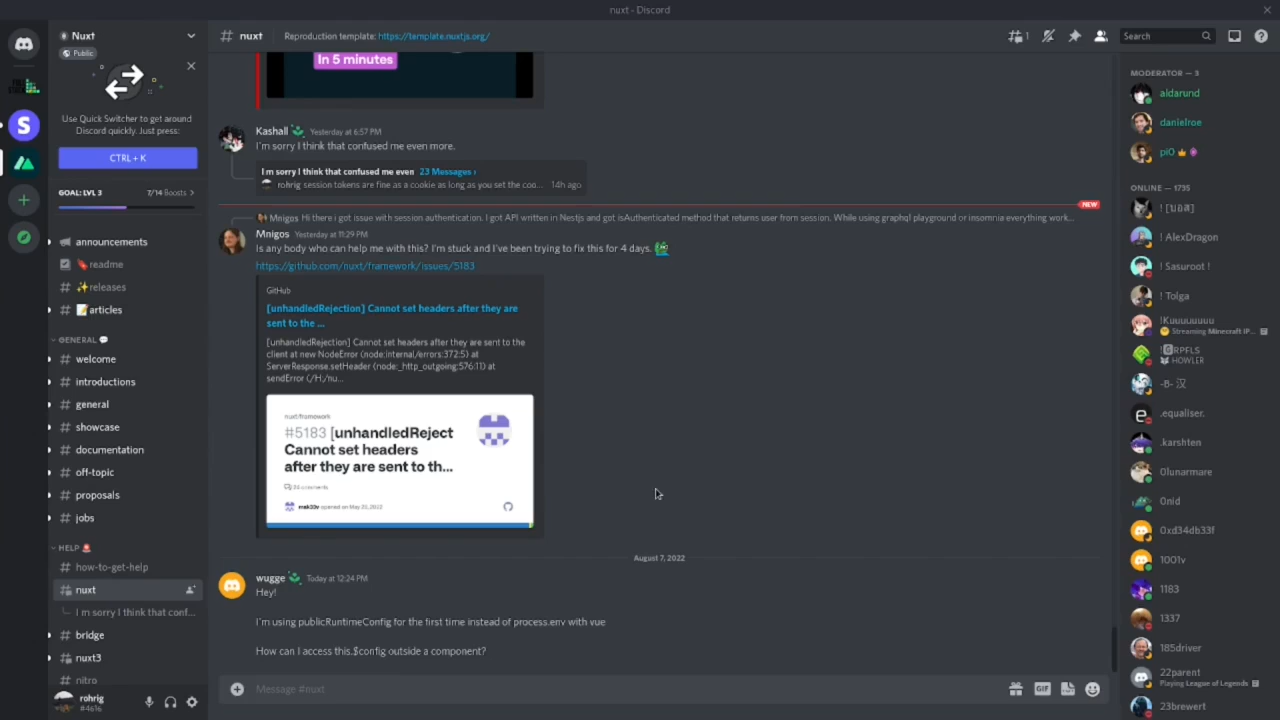 nuxt - Discord
Nuxt
Public
Use Quick Switcher to get around
Discord quickly. Just press:
CTRL + K
GOAL: LVL 3 7/14 Boosts
announcements
readme
releases
articles
GENERAL
welcome
introductions
general
showcase
documentation
off-topic
proposals
jobs
HELP
how-to-get-help
nuxt
I m sorry I think that conf...
bridge
nuxt3
nitro
rohrig
#4616
# nuxt Reproduction template: https://template.nuxtjs.org/
1
Search
In 5 minutes
Kashall Yesterday at 6:57 PM
I'm sorry I think that confused me even more.
I m sorry I think that confused me even 23 Messages ›
rohrig session tokens are fine as a cookie as long as you set the coo... 14h ago
NEW
Mnigos Hi there i got issue with session authentication. I got API written in Nestjs and got isAuthenticated method that returns user from session. While using graphql playground or insomnia everything work...
Mnigos Yesterday at 11:29 PM
Is any body who can help me with this? I'm stuck and I've been trying to fix this for 4 days.
https://github.com/nuxt/framework/issues/5183
GitHub
[unhandledRejection] Cannot set headers after they are
sent to the ...
[unhandledRejection] Cannot set headers after they are sent to the
client at new NodeError (node:internal/errors:372:5) at
ServerResponse.setHeader (node:_http_outgoing:576:11) at
sendError (/H:/nu...
nuxt/framework
#5183 [unhandledReject
Cannot set headers
after they are sent to th...
comments
opened on May 20, 2022
August 7, 2022
wugge Today at 12:24 PM
Hey!
I'm using publicRuntimeConfig for the first time instead of process.env with vue
How can I access this.$config outside a component?
Message #nuxt
GIF
MODERATOR — 3
aldarund
danielroe
pi0
ONLINE — 1735
! AlexDragon
! Sasuroot !
! Tolga
!Kuuuuuuuu
Streaming Minecraft IP...
GRPFLS
HOWLER
-B- 汉
.equaliser.
.karshten
0lunarmare
0nid
0xd34db33f
1001v
1183
1337
185driver
22parent
Playing League of Legends
23brewert